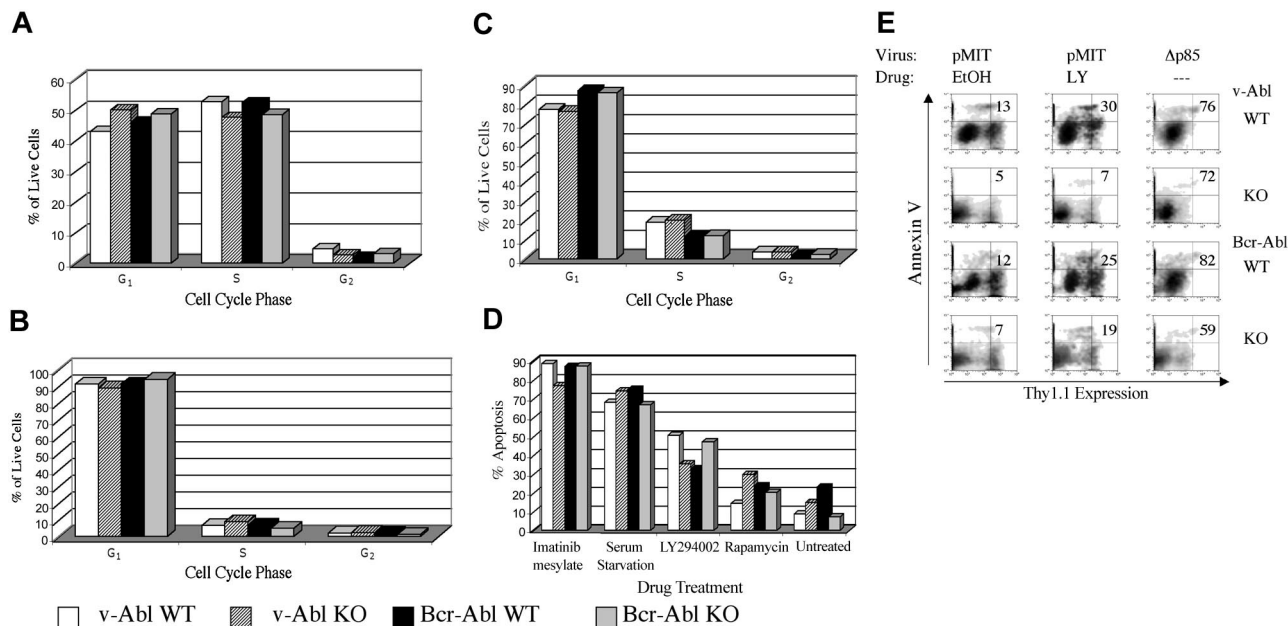 A
% of Live Cells
60
50
40
30
20
10
0
G1
S
G2
Cell Cycle Phase
B
% of Live Cells
100
90
80
70
60
50
40
30
20
10
0
G1
S
G2
Cell Cycle Phase
C
% of Live Cells
90
80
70
60
50
40
30
20
10
0
G1
S
G2
Cell Cycle Phase
D
% Apoptosis
90
80
70
60
50
40
30
20
10
0
Imatinib mesylate
Serum Starvation
LY294002
Rapamycin
Untreated
Drug Treatment
v-Abl WT
v-Abl KO
Bcr-Abl WT
Bcr-Abl KO
E
Virus: pMIT pMIT Δp85
Drug: EtOH LY ---
v-Abl
13 30 76 WT
5 7 72 KO
Bcr-Abl
12 25 82 WT
7 19 59 KO
Annexin V
Thy1.1 Expression